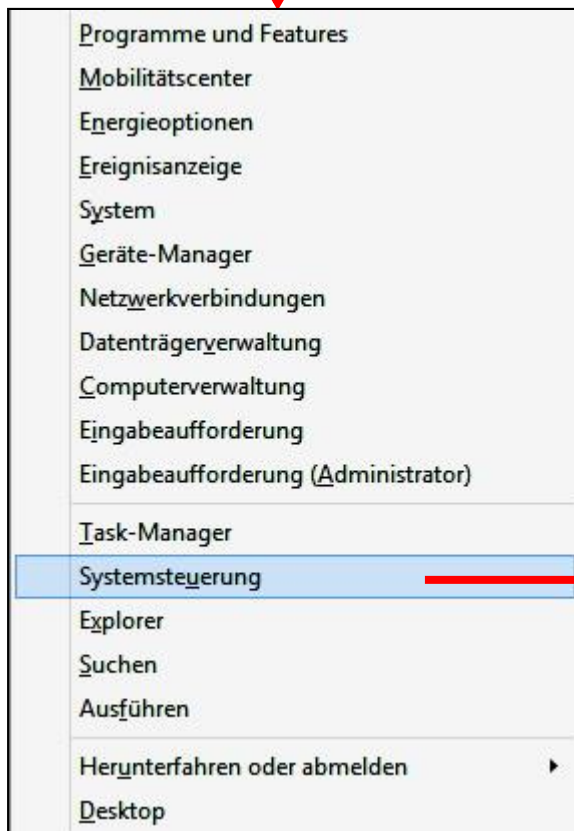 Programme und Features
Mobilitätscenter
Energieoptionen
Ereignisanzeige
System
Geräte-Manager
Netzwerkverbindungen
Datenträgerverwaltung
Computerverwaltung
Eingabeaufforderung
Eingabeaufforderung (Administrator)
Task-Manager
Systemsteuerung
Explorer
Suchen
Ausführen
Herunterfahren oder abmelden
Desktop